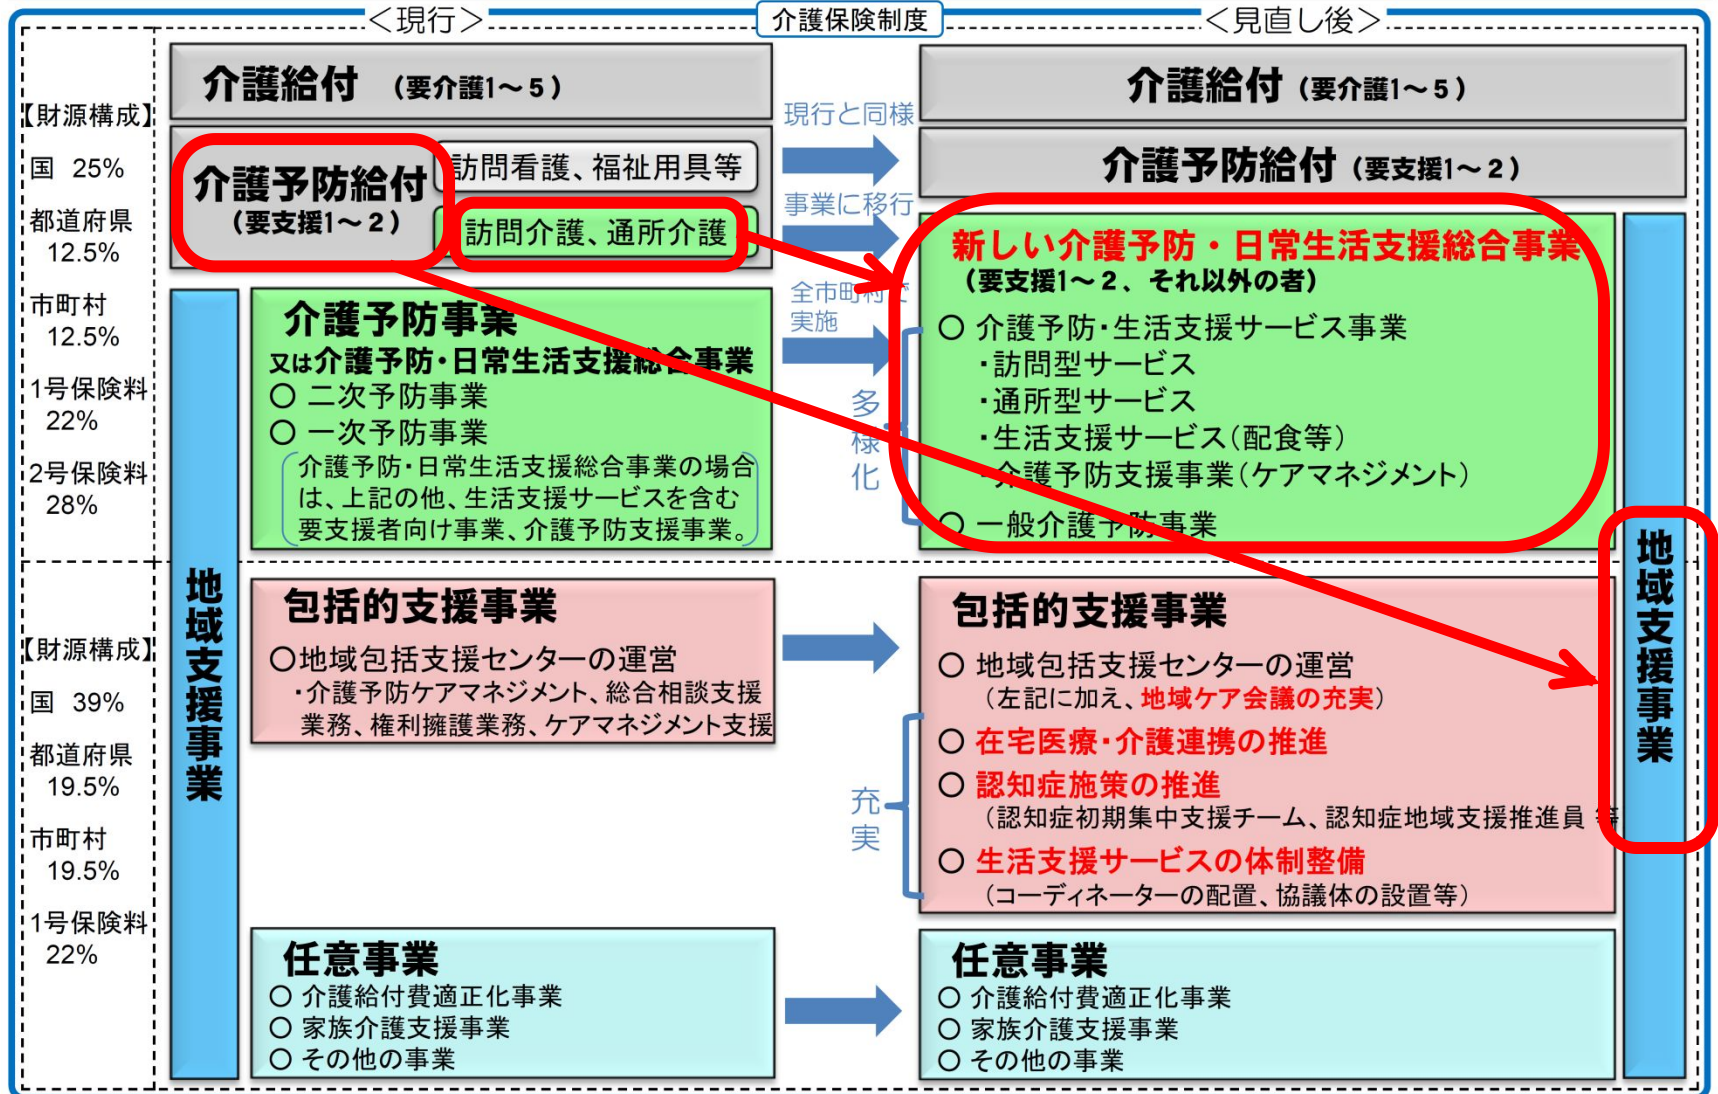 介護保険制度
＜現行＞
【財源構成】
国 25%
都道府県
12.5%
市町村
12.5%
1号保険料
22%
2号保険料
28%
【財源構成】
国 39%
都道府県
19.5%
市町村
19.5%
1号保険料
22%
介護給付 （要介護1～5）
介護予防給付
（要支援1～2）
訪問看護、福祉用具等
訪問介護、通所介護
地域支援事業
介護予防事業
又は介護予防・日常生活支援総合事業
○ 二次予防事業
○ 一次予防事業
介護予防・日常生活支援総合事業の場合
は、上記の他、生活支援サービスを含む
要支援者向け事業、介護予防支援事業。
包括的支援事業
○地域包括支援センターの運営
・介護予防ケアマネジメント、総合相談支援
業務、権利擁護業務、ケアマネジメント支援
任意事業
○ 介護給付費適正化事業
○ 家族介護支援事業
○ その他の事業
現行と同様
事業に移行
全市町村で
実施
多様化
充実
＜見直し後＞
介護給付（要介護1～5）
介護予防給付（要支援1～2）
新しい介護予防・日常生活支援総合事業
（要支援1～2、それ以外の者）
○ 介護予防・生活支援サービス事業
・訪問型サービス
・通所型サービス
・生活支援サービス（配食等）
・介護予防支援事業（ケアマネジメント）
○ 一般介護予防事業
包括的支援事業
○ 地域包括支援センターの運営
（左記に加え、地域ケア会議の充実）
○ 在宅医療・介護連携の推進
○ 認知症施策の推進
（認知症初期集中支援チーム、認知症地域支援推進員 等
○ 生活支援サービスの体制整備
（コーディネーターの配置、協議体の設置等）
任意事業
○ 介護給付費適正化事業
○ 家族介護支援事業
○ その他の事業
地域支援事業